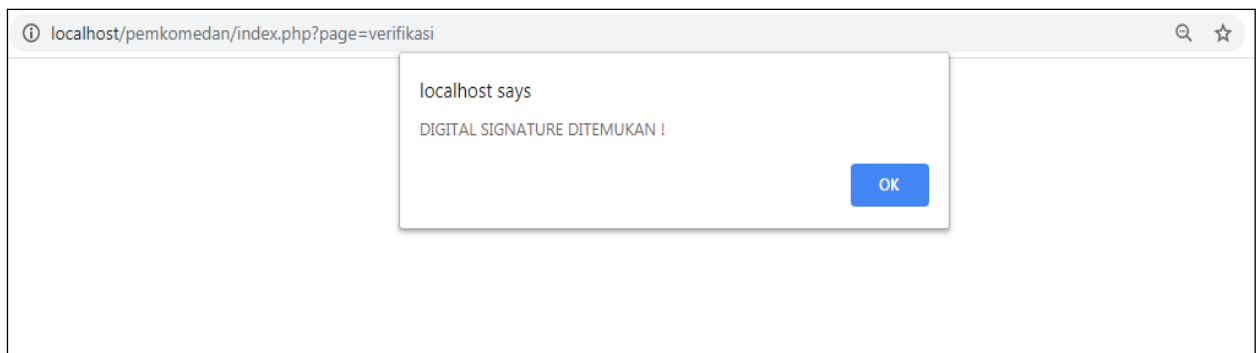 localhost/pemkomedan/index.php?page=verifikasi
localhost says
DIGITAL SIGNATURE DITEMUKAN !
OK